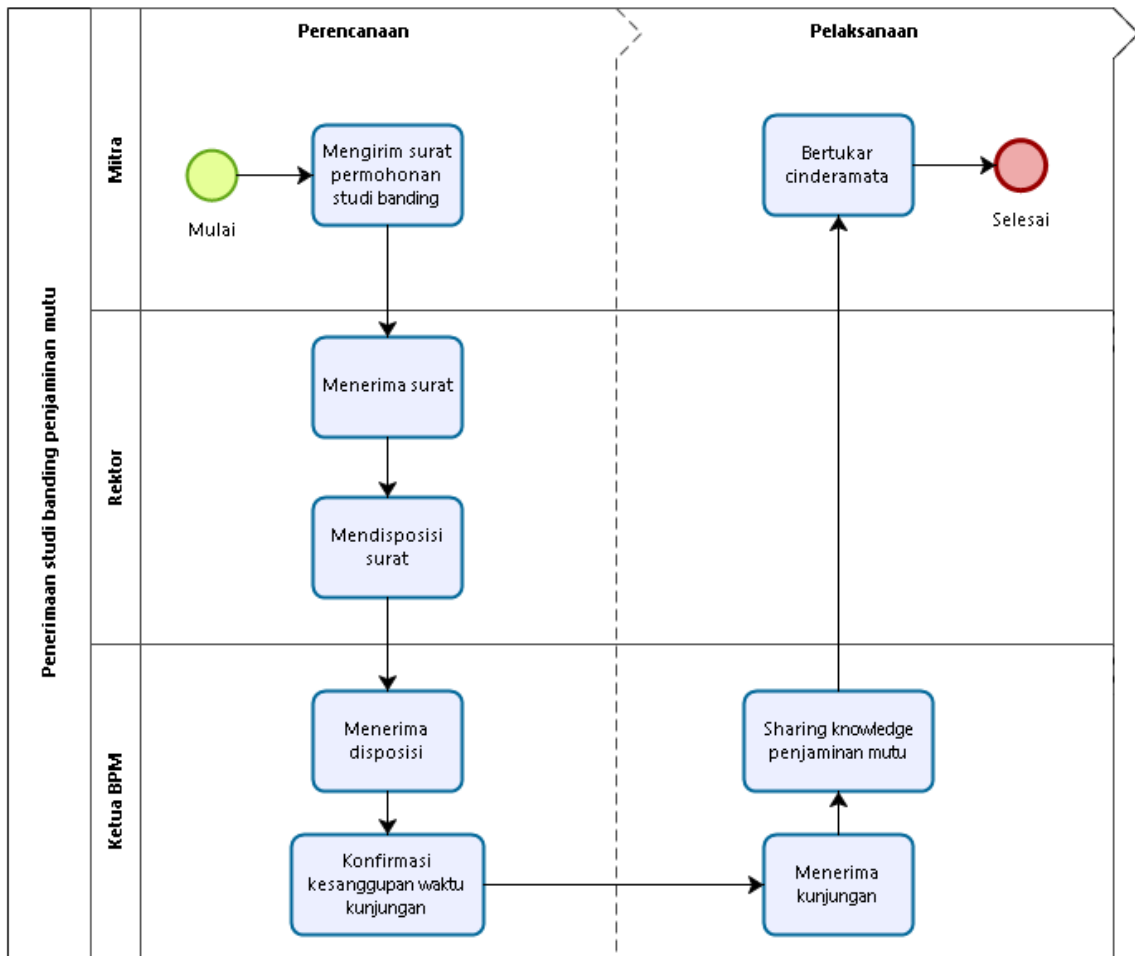 Perencanaan
Pelaksanaan
Penerimaan studi banding penjaminan mutu
Mitra
Mulai
Mengirim surat
permohonan
studi banding
Bertukar
cinderamata
Selesai
Rektor
Menerima surat
Mendisposisi
surat
Ketua BPM
Menerima
disposisi
Konfirmasi
kesanggupan waktu
kunjungan
Menerima
kunjungan
Sharing knowledge
penjaminan mutu